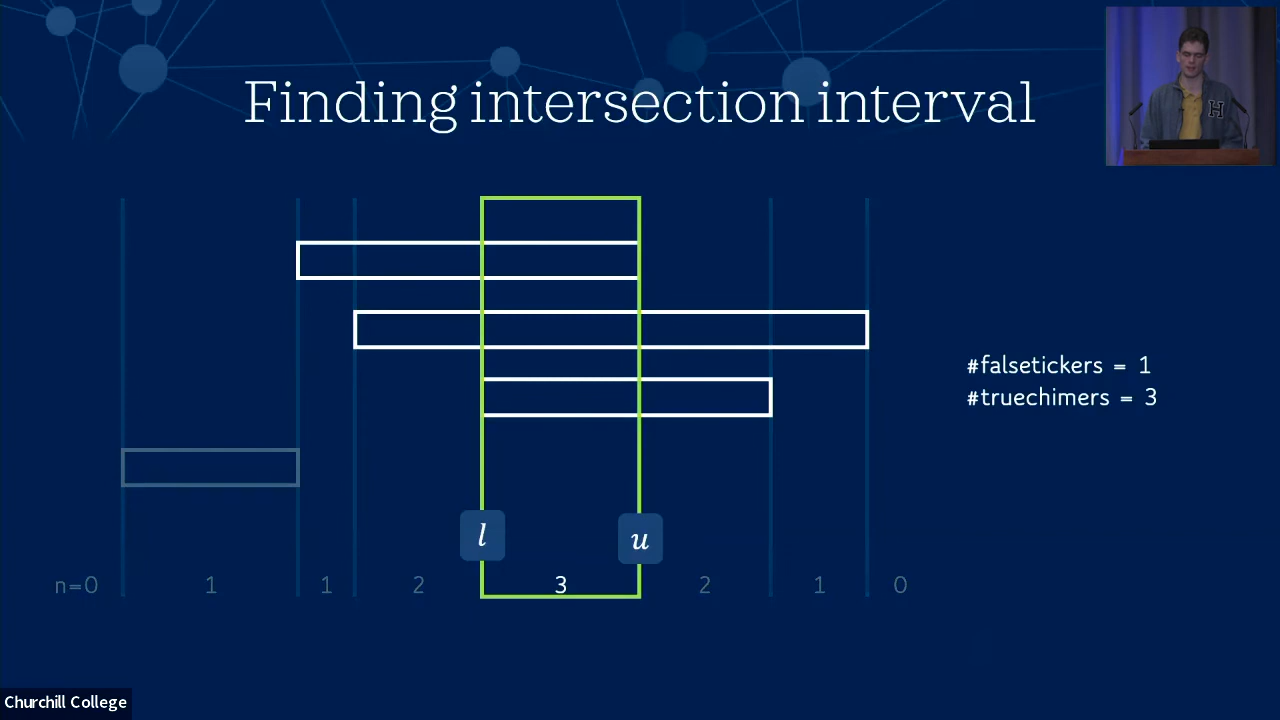 Finding intersection interval
H
#falsetickers = 1
#truechimers = 3
l
u
n=0 1 1 2 3 2 1 0
Churchill College